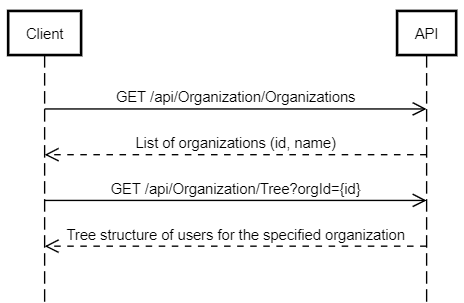 Client
API
GET /api/Organization/Organizations
List of organizations (id, name)
GET /api/Organization/Tree?orgId={id}
Tree structure of users for the specified organization